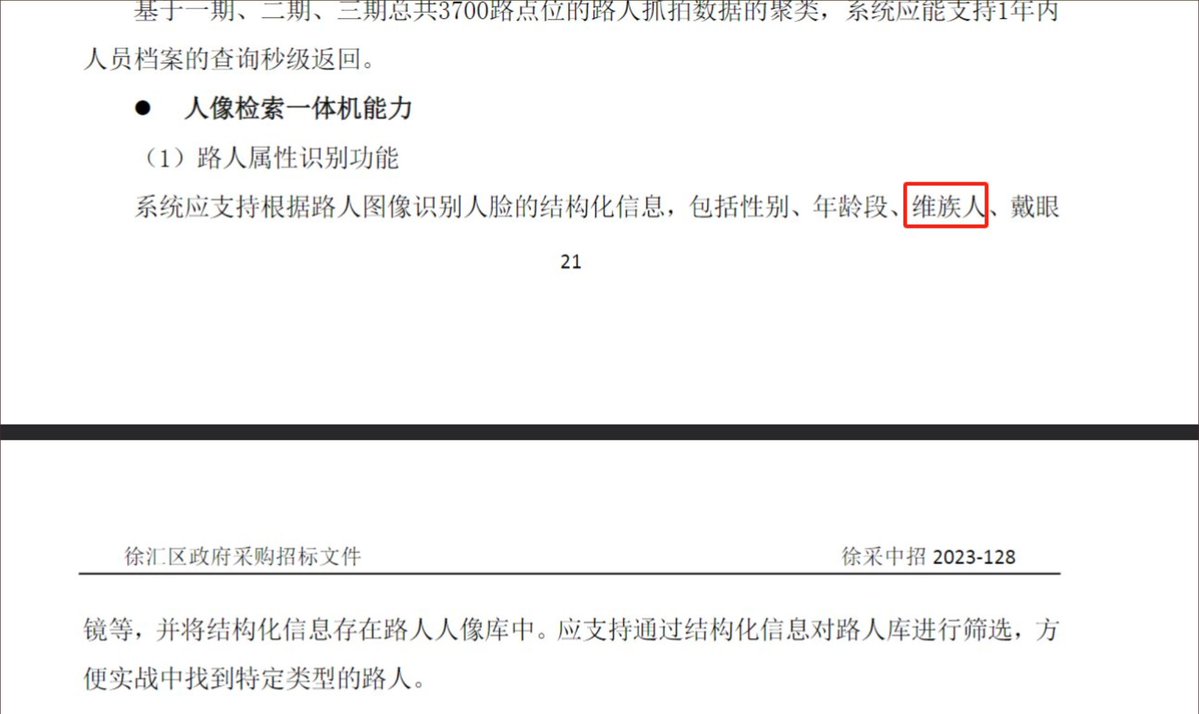 基于一期、二期、三期总共3700路点位的路人抓拍数据的聚类，系统应能支持1年内
人员档案的查询秒级返回。
● 人像检索一体机能力
（1）路人属性识别功能
系统应支持根据路人图像识别人脸的结构化信息，包括性别、年龄段、维族人、戴眼
21
徐汇区政府采购招标文件 徐采中招 2023-128
镜等，并将结构化信息存在路人人像库中。应支持通过结构化信息对路人库进行筛选，方
便实战中找到特定类型的路人。